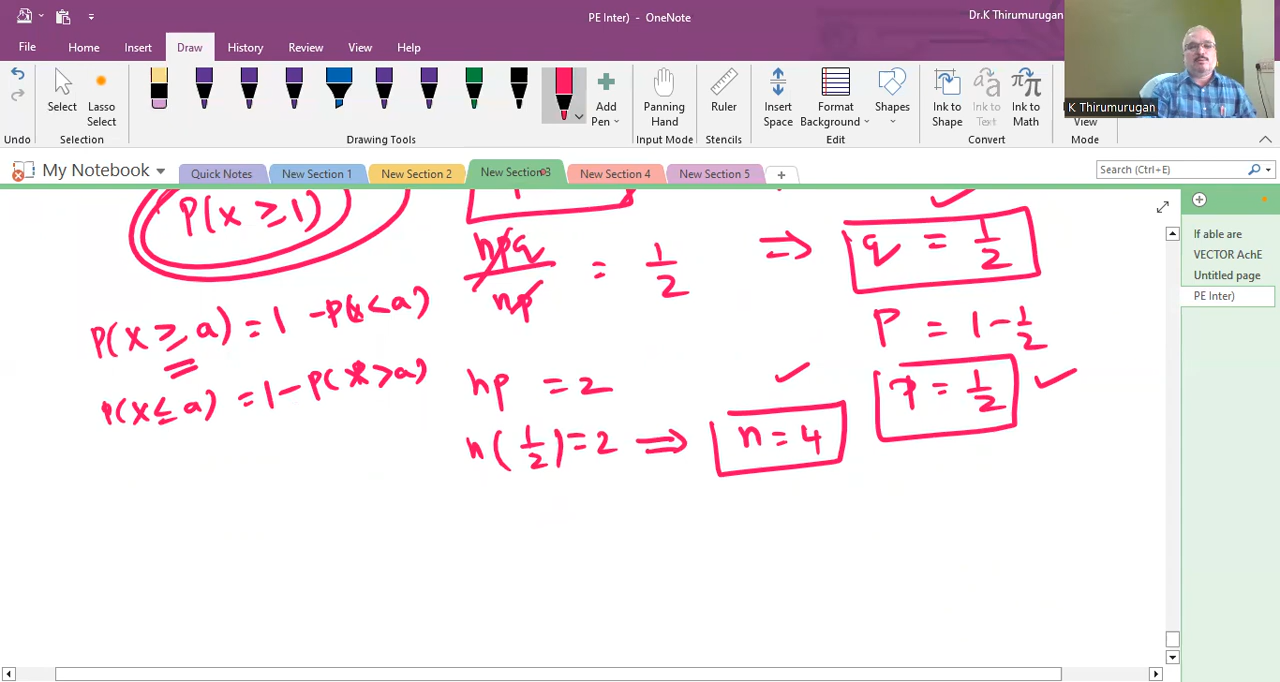 PE Inter) - OneNote
Dr.K Thirumurugan
File Home Insert Draw History Review View Help
Undo
Select
Lasso Select
Selection
Drawing Tools
Add Pen
Panning Hand
Input Mode
Ruler
Stencils
Insert Space
Format Background
Shapes
Edit
Ink to Shape
Ink to Text
Ink to Math
Convert
View
Mode
K Thirumurugan
My Notebook
Quick Notes
New Section 1
New Section 2
New Section 3
New Section 4
New Section 5
+
Search (Ctrl+E)
If able are
VECTOR AchE
Untitled page
PE Inter)
P(X ≥ 1)
npq/np = 1/2 ⇒ q = 1/2
P(X ≥ a) = 1 - P(X < a)
P = 1 - 1/2
P(X ≤ a) = 1 - P(X > a)
np = 2
p = 1/2
n(1/2) = 2 ⇒ n = 4